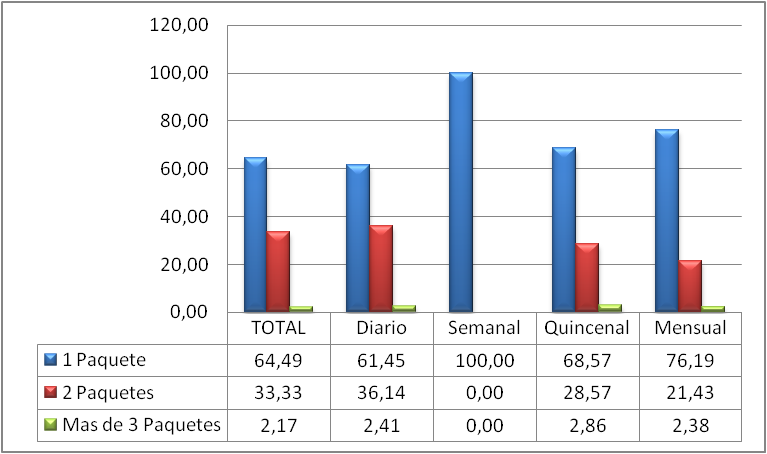 120,00
100,00
80,00
60,00
40,00
20,00
0,00
TOTAL Diario Semanal Quincenal Mensual
1 Paquete 64,49 61,45 100,00 68,57 76,19
2 Paquetes 33,33 36,14 0,00 28,57 21,43
Mas de 3 Paquetes 2,17 2,41 0,00 2,86 2,38